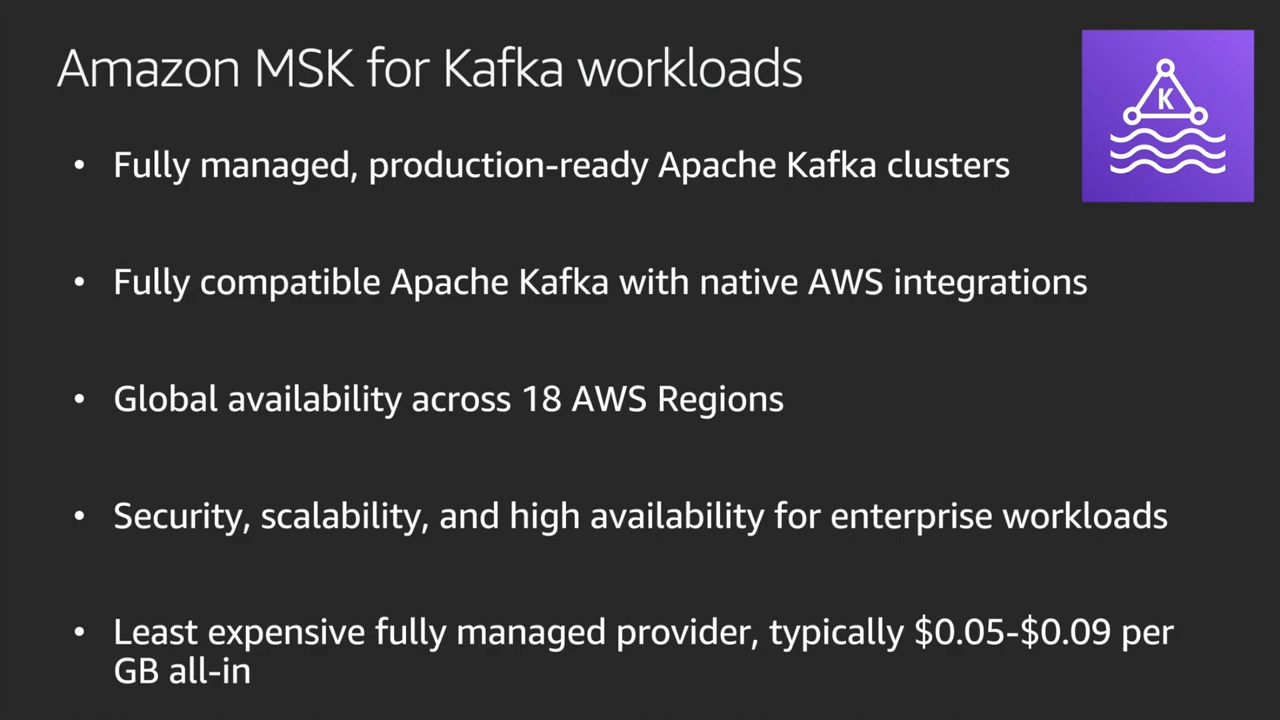 Amazon MSK for Kafka workloads
K
• Fully managed, production-ready Apache Kafka clusters
• Fully compatible Apache Kafka with native AWS integrations
• Global availability across 18 AWS Regions
• Security, scalability, and high availability for enterprise workloads
• Least expensive fully managed provider, typically $0.05-$0.09 per
GB all-in